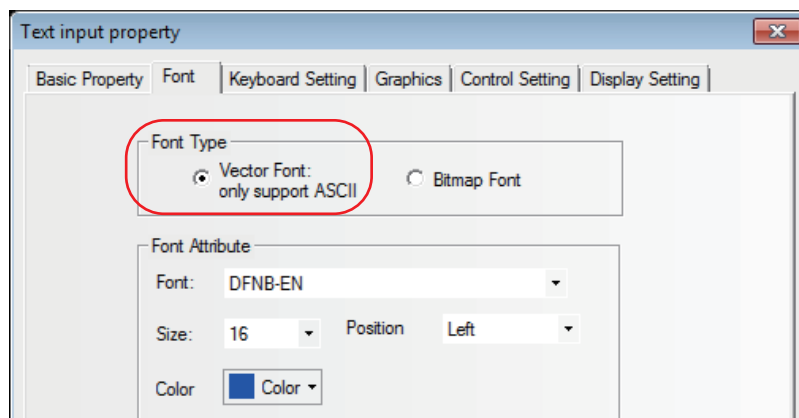 Text input property
Basic Property Font Keyboard Setting Graphics Control Setting Display Setting
Font Type
Vector Font:
only support ASCII
Bitmap Font
Font Attribute
Font: DFNB-EN
Size: 16 Position Left
Color Color